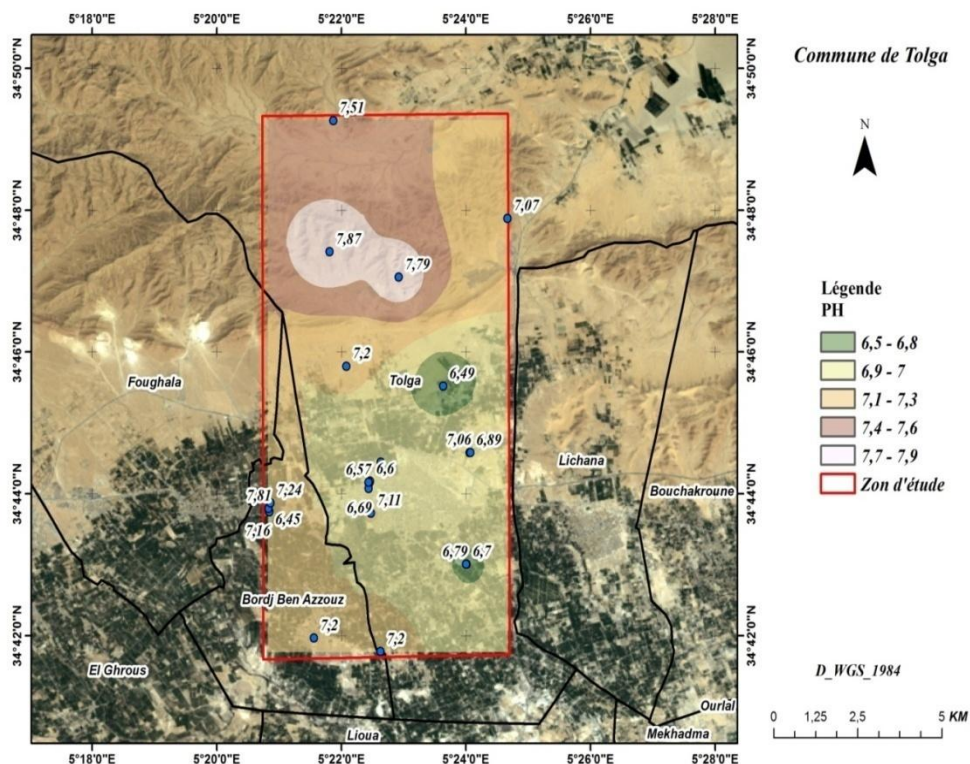 5°18'0"E 5°20'0"E 5°22'0"E 5°24'0"E 5°26'0"E 5°28'0"E
34°50'0"N 34°50'0"N
Commune de Tolga
7,51
N
34°48'0"N 7,07 34°48'0"N
7,87
7,79
Légende
PH
6,5 - 6,8
6,9 - 7
7,1 - 7,3
7,4 - 7,6
7,7 - 7,9
Zon d'étude
34°46'0"N 34°46'0"N
7,2
Foughala Tolga 6,49
7,06 6,89
Lichana
6,57 6,6
Bouchakroune
34°44'0"N 7,81 7,24 7,11 34°44'0"N
6,69
7,16 6,45
6,79 6,7
Bordj Ben Azzouz
34°42'0"N 7,2 7,2 34°42'0"N
El Ghrous
D_WGS_1984
Ourlal
Lioua Mekhadma
0 1,25 2,5 5 KM
5°18'0"E 5°20'0"E 5°22'0"E 5°24'0"E 5°26'0"E 5°28'0"E